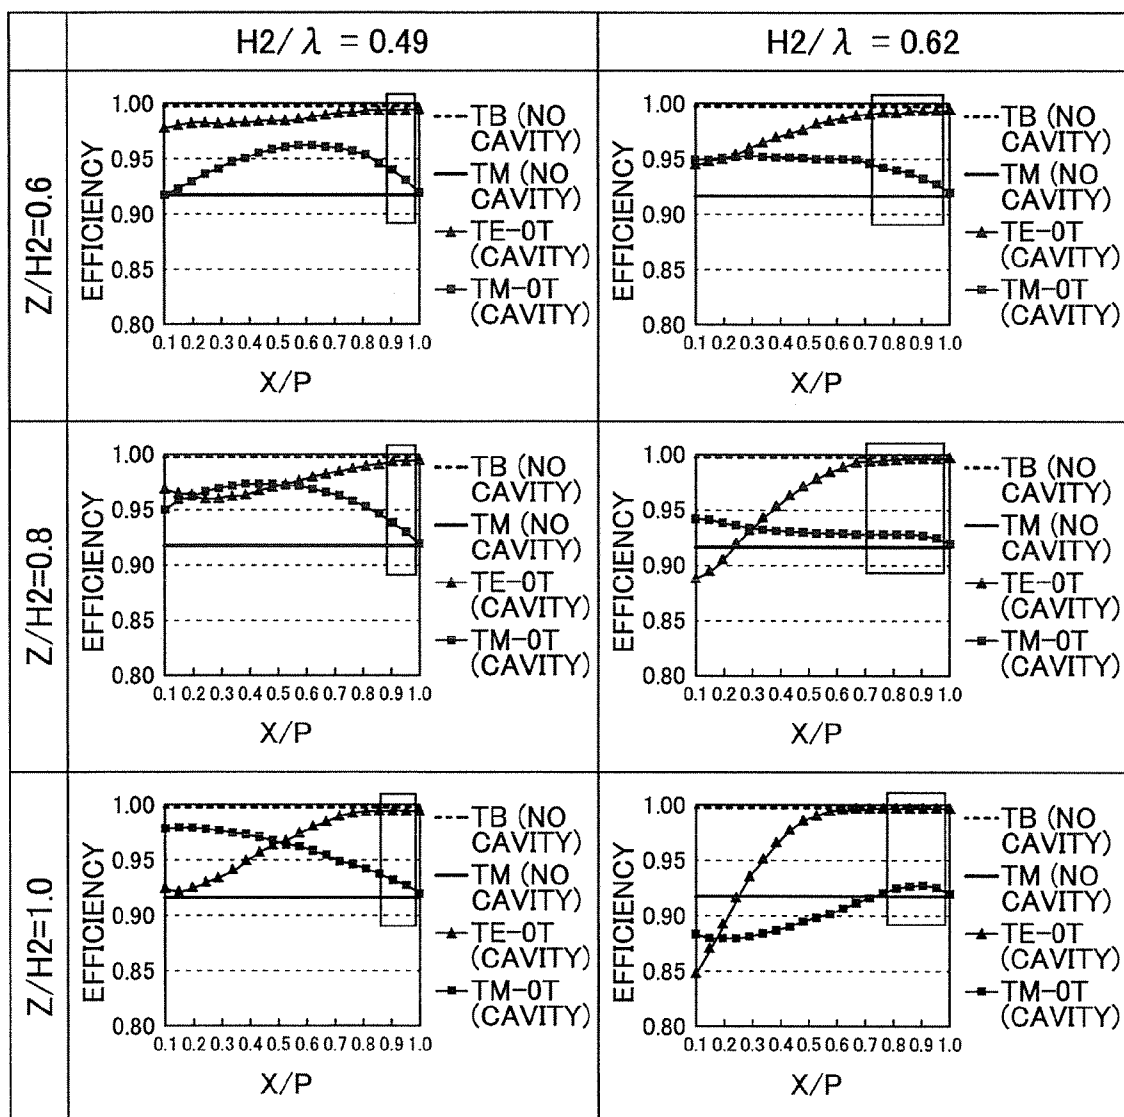 H2/ λ = 0.49
H2/ λ = 0.62
Z/H2=0.6
EFFICIENCY
1.00
0.95
0.90
0.85
0.80
0.1 0.2 0.3 0.4 0.5 0.6 0.7 0.8 0.9 1.0
X/P
TB (NO
CAVITY)
TM (NO
CAVITY)
TE-0T
(CAVITY)
TM-0T
(CAVITY)
EFFICIENCY
1.00
0.95
0.90
0.85
0.80
0.1 0.2 0.3 0.4 0.5 0.6 0.7 0.8 0.9 1.0
X/P
TB (NO
CAVITY)
TM (NO
CAVITY)
TE-0T
(CAVITY)
TM-0T
(CAVITY)
Z/H2=0.8
EFFICIENCY
1.00
0.95
0.90
0.85
0.80
0.1 0.2 0.3 0.4 0.5 0.6 0.7 0.8 0.9 1.0
X/P
TB (NO
CAVITY)
TM (NO
CAVITY)
TE-0T
(CAVITY)
TM-0T
(CAVITY)
EFFICIENCY
1.00
0.95
0.90
0.85
0.80
0.1 0.2 0.3 0.4 0.5 0.6 0.7 0.8 0.9 1.0
X/P
TB (NO
CAVITY)
TM (NO
CAVITY)
TE-0T
(CAVITY)
TM-0T
(CAVITY)
Z/H2=1.0
EFFICIENCY
1.00
0.95
0.90
0.85
0.80
0.1 0.2 0.3 0.4 0.5 0.6 0.7 0.8 0.9 1.0
X/P
TB (NO
CAVITY)
TM (NO
CAVITY)
TE-0T
(CAVITY)
TM-0T
(CAVITY)
EFFICIENCY
1.00
0.95
0.90
0.85
0.80
0.1 0.2 0.3 0.4 0.5 0.6 0.7 0.8 0.9 1.0
X/P
TB (NO
CAVITY)
TM (NO
CAVITY)
TE-0T
(CAVITY)
TM-0T
(CAVITY)